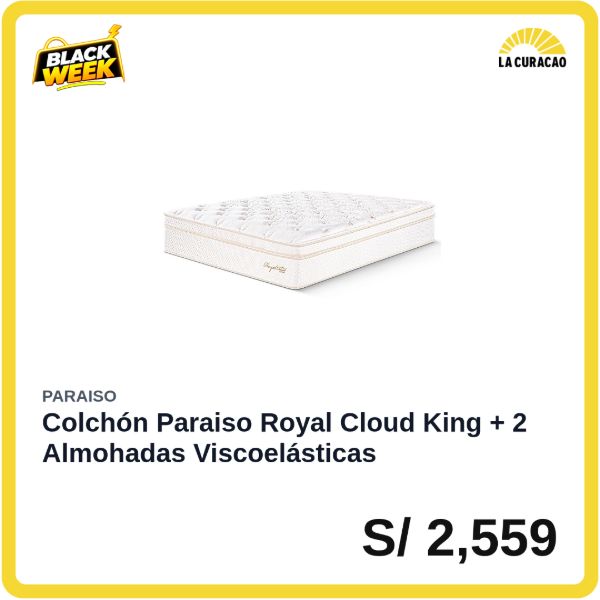 BLACK
WEEK
LA CURACAO
PARAISO
Colchón Paraiso Royal Cloud King + 2
Almohadas Viscoelásticas
S/ 2,559